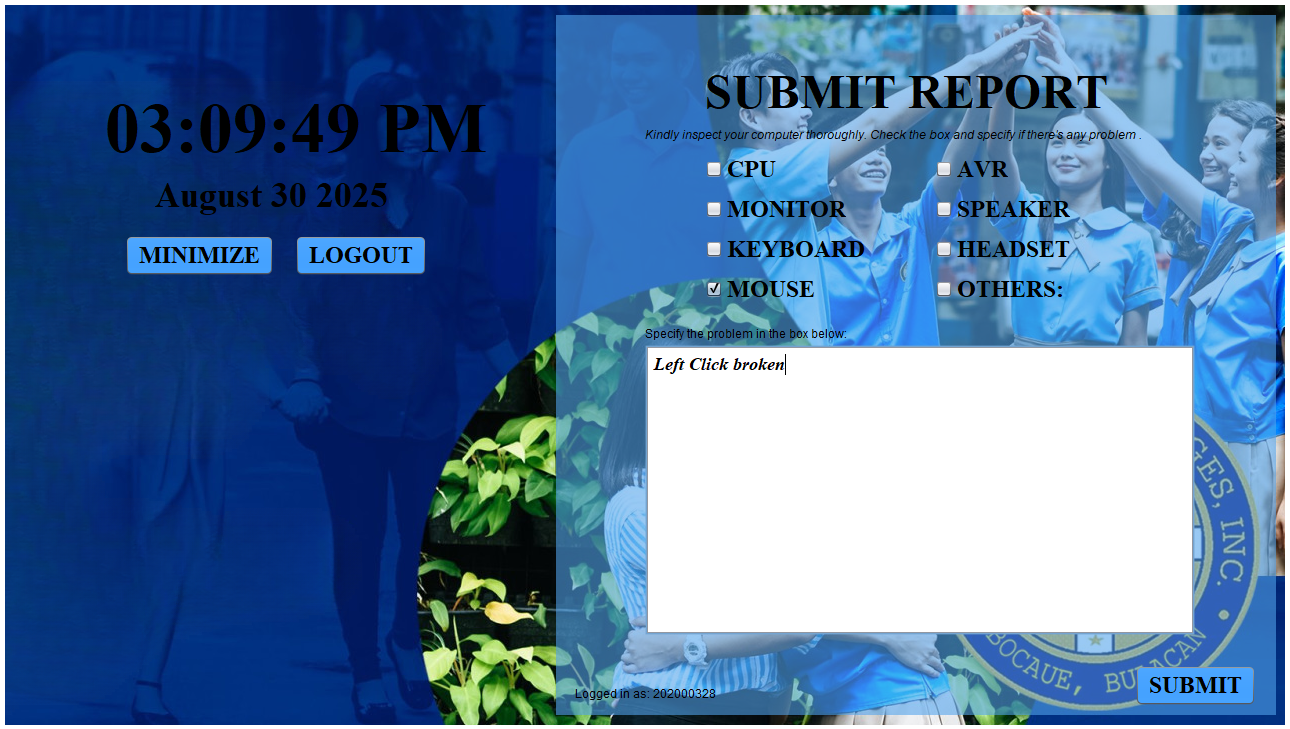 03:09:49 PM
August 30 2025
MINIMIZE LOGOUT
SUBMIT REPORT
Kindly inspect your computer thoroughly. Check the box and specify if there's any problem .
CPU AVR
MONITOR SPEAKER
KEYBOARD HEADSET
MOUSE OTHERS:
Specify the problem in the box below:
Left Click broken
GES, INC.
BOCAUE, BULACAN
Logged in as: 202000328
SUBMIT